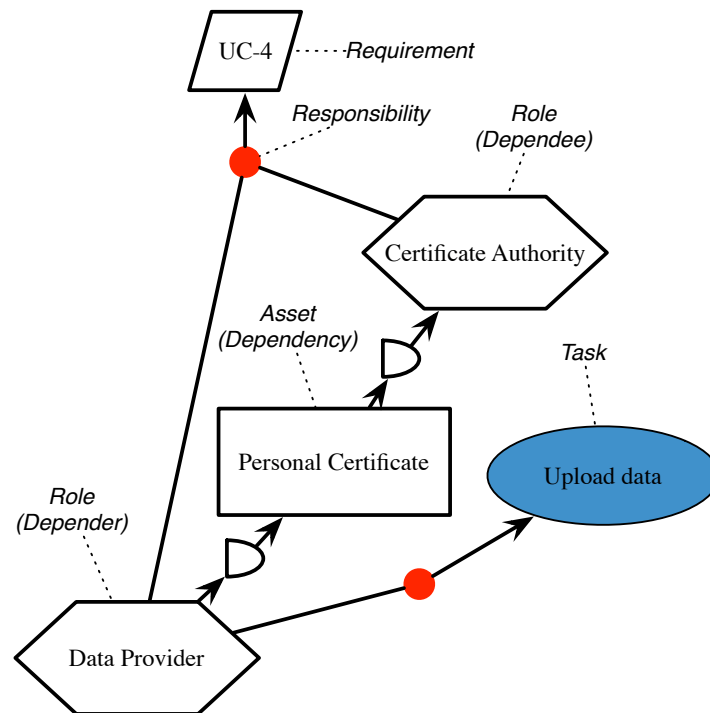 UC-4
Requirement
Responsibility
Role
(Dependee)
Certificate Authority
Asset
(Dependency)
Task
Personal Certificate
Upload data
Role
(Depender)
Data Provider